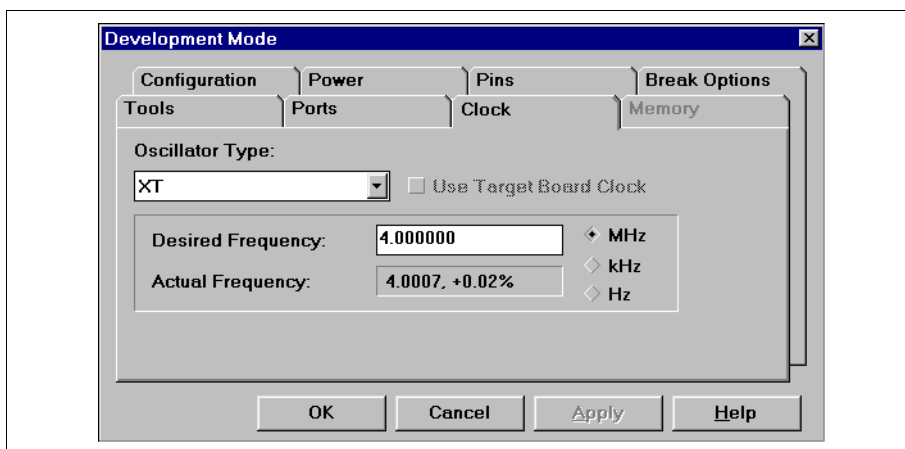 Development Mode
Configuration Power Pins Break Options
Tools Ports Clock Memory
Oscillator Type:
XT Use Target Board Clock
Desired Frequency: 4.000000 MHz
kHz
Actual Frequency: 4.0007, +0.02%
Hz
OK Cancel Apply Help